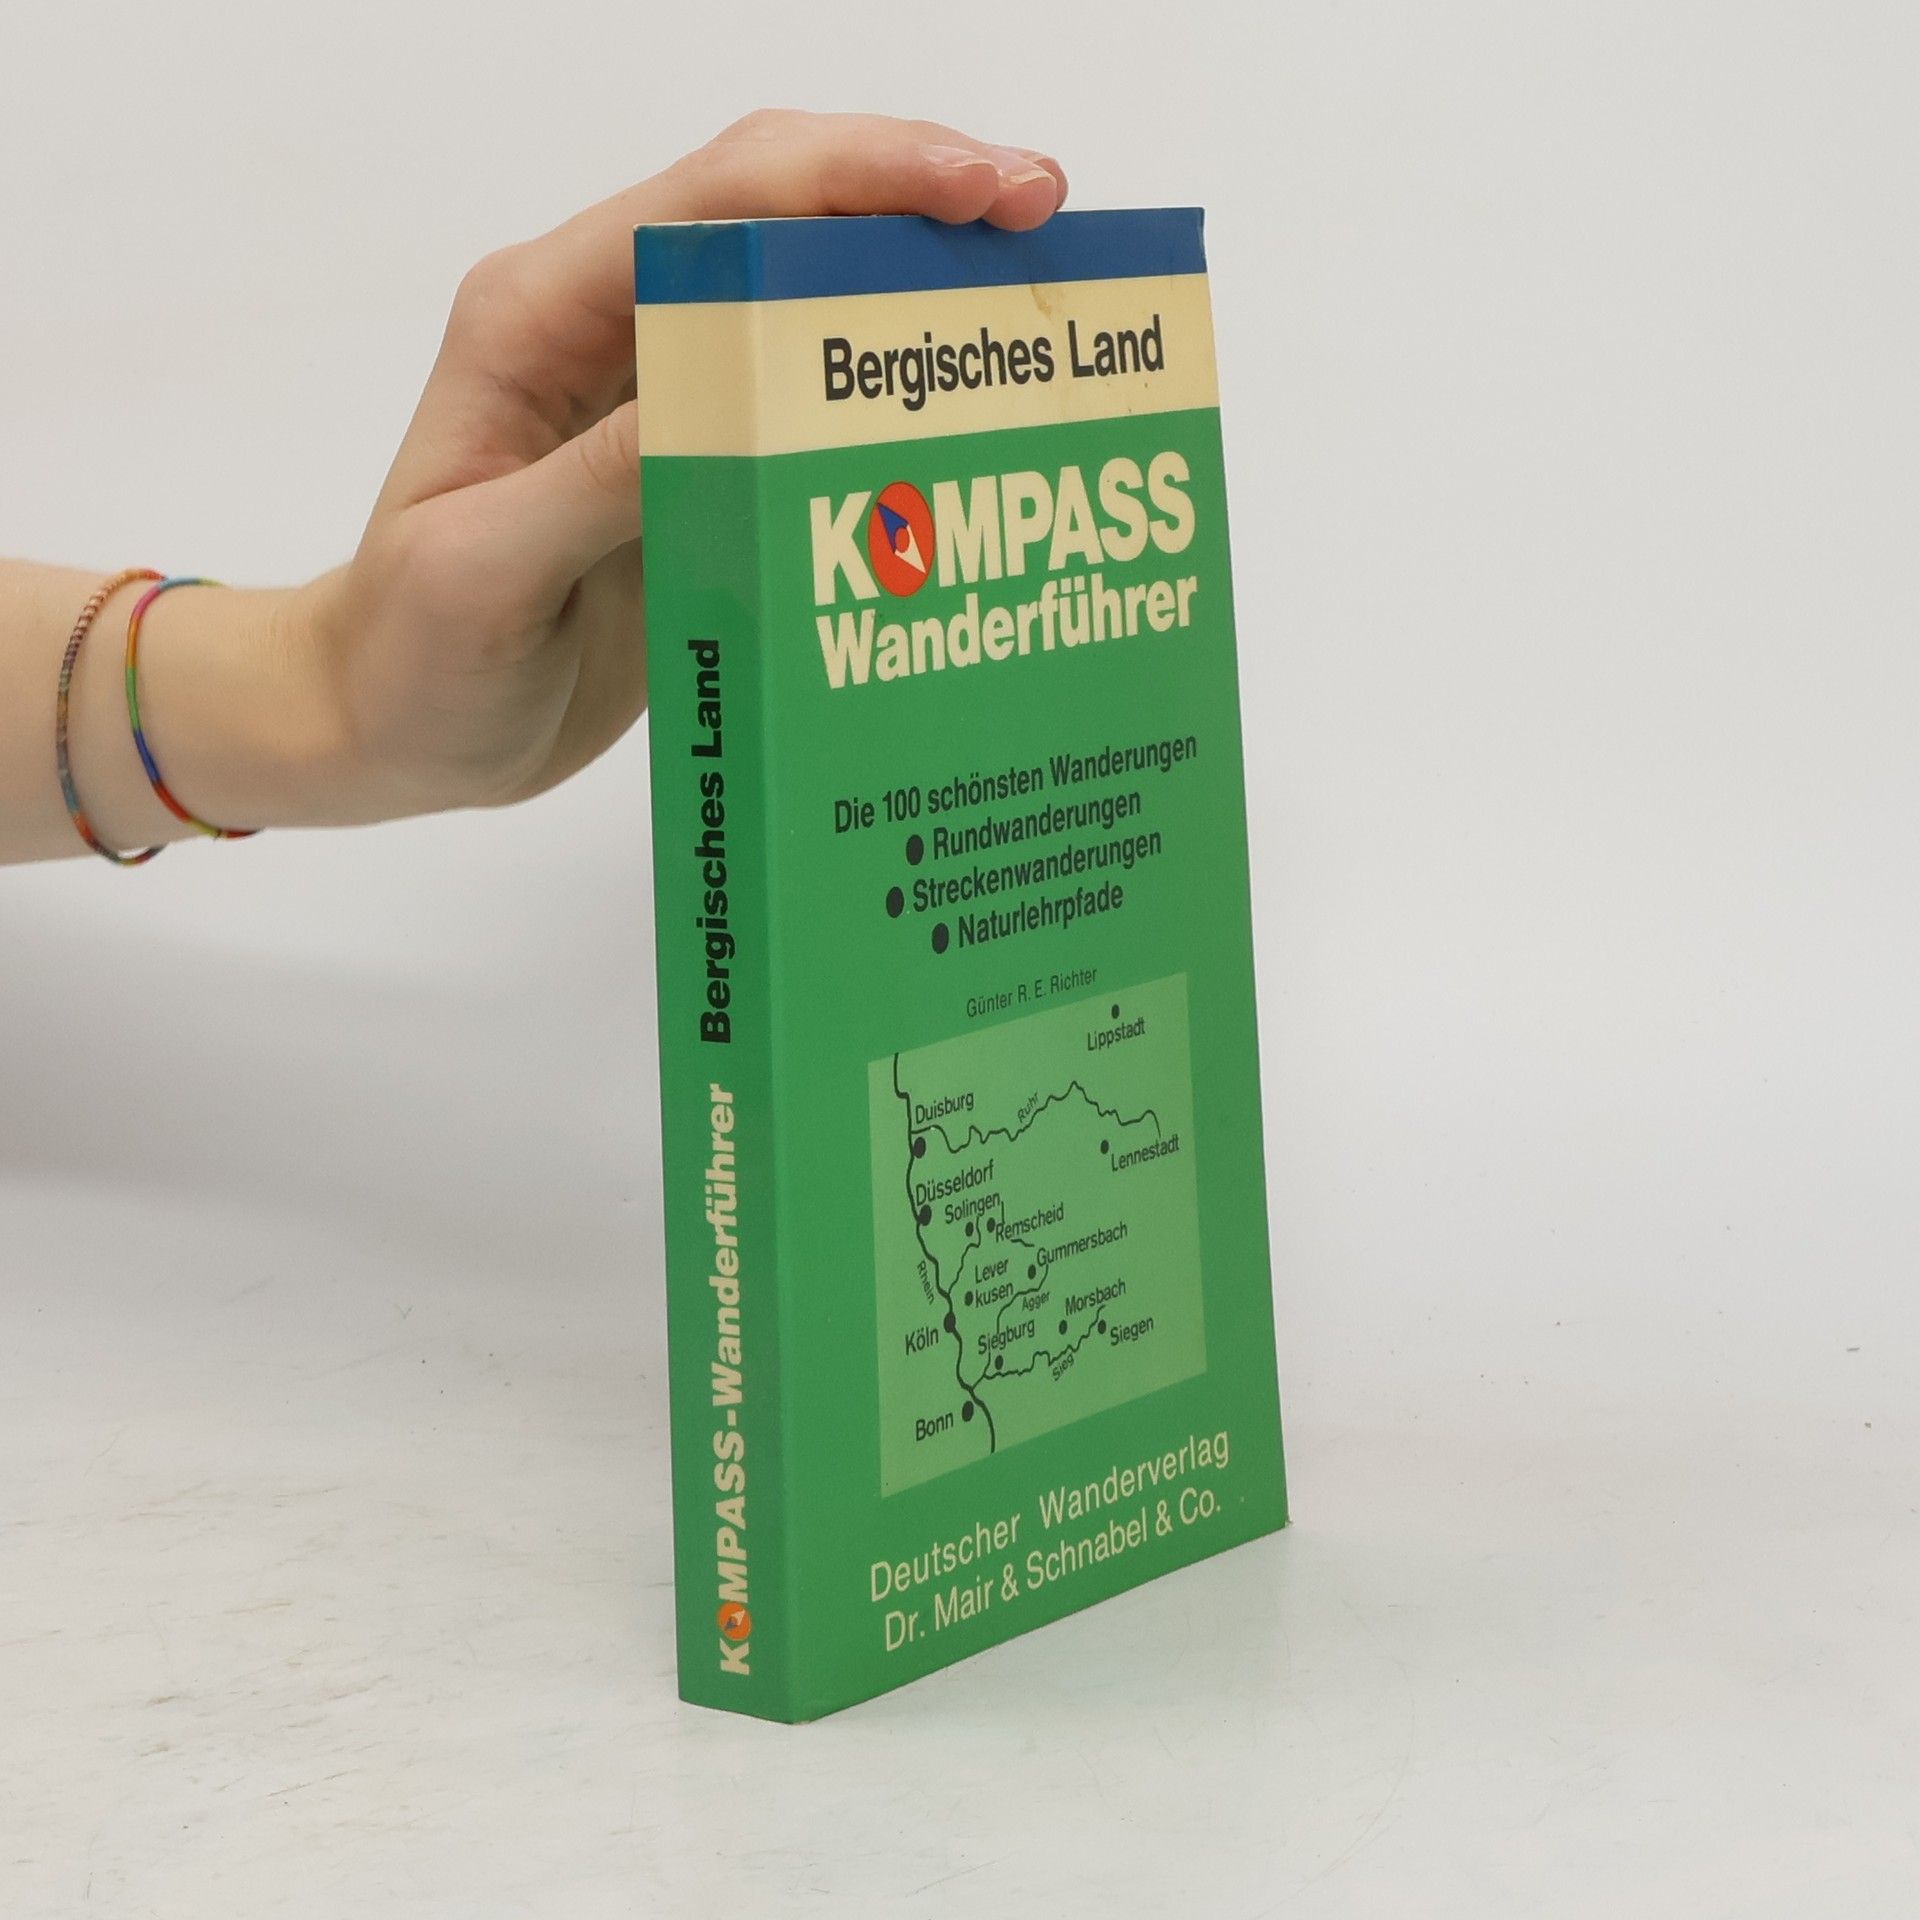 Bergisches Land
KOMPASS
Wanderführer
Die 100 schönsten Wanderungen
● Rundwanderungen
● Streckenwanderungen
● Naturlehrpfade
Günter R. E. Richter
Lippstadt
Duisburg
Ruhr
Lennestadt
Düsseldorf
Solingen
Remscheid
Gummersbach
Rhein
Lever
kusen
Agger
Morsbach
Köln
Siegburg
Siegen
Sieg
Bonn
Deutscher Wanderverlag
Dr. Mair & Schnabel & Co.
KOMPASS-Wanderführer Bergisches Land